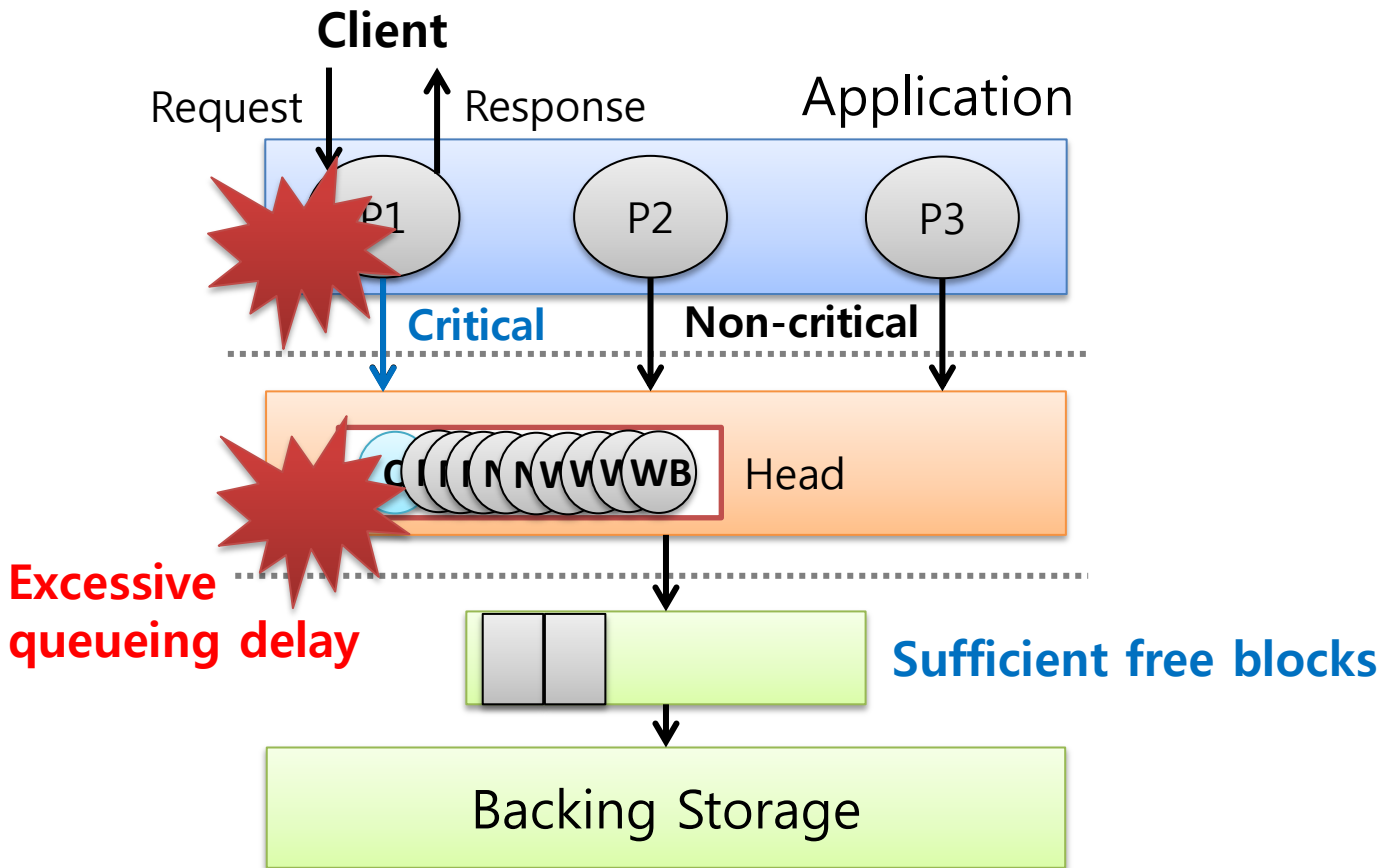 Client
Request
Response
Application
P1
P2
P3
Critical
Non-critical
C
N
N
W
W
W
WB
Head
Excessive
queueing delay
Sufficient free blocks
Backing Storage